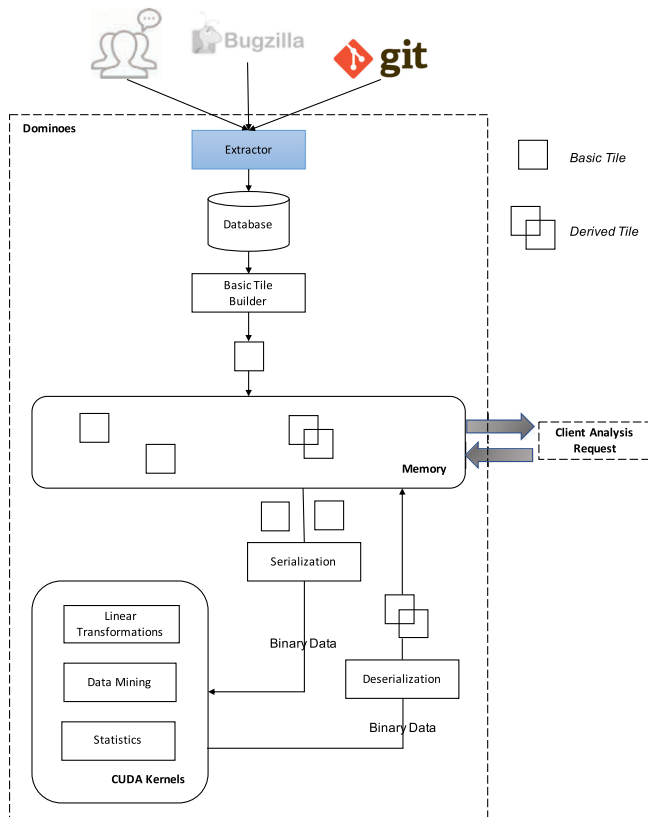 Bugzilla
git
Dominoes
Extractor
Basic Tile
Database
Derived Tile
Basic Tile
Builder
Client Analysis
Request
Memory
Serialization
Linear
Transformations
Binary Data
Data Mining
Deserialization
Statistics
Binary Data
CUDA Kernels